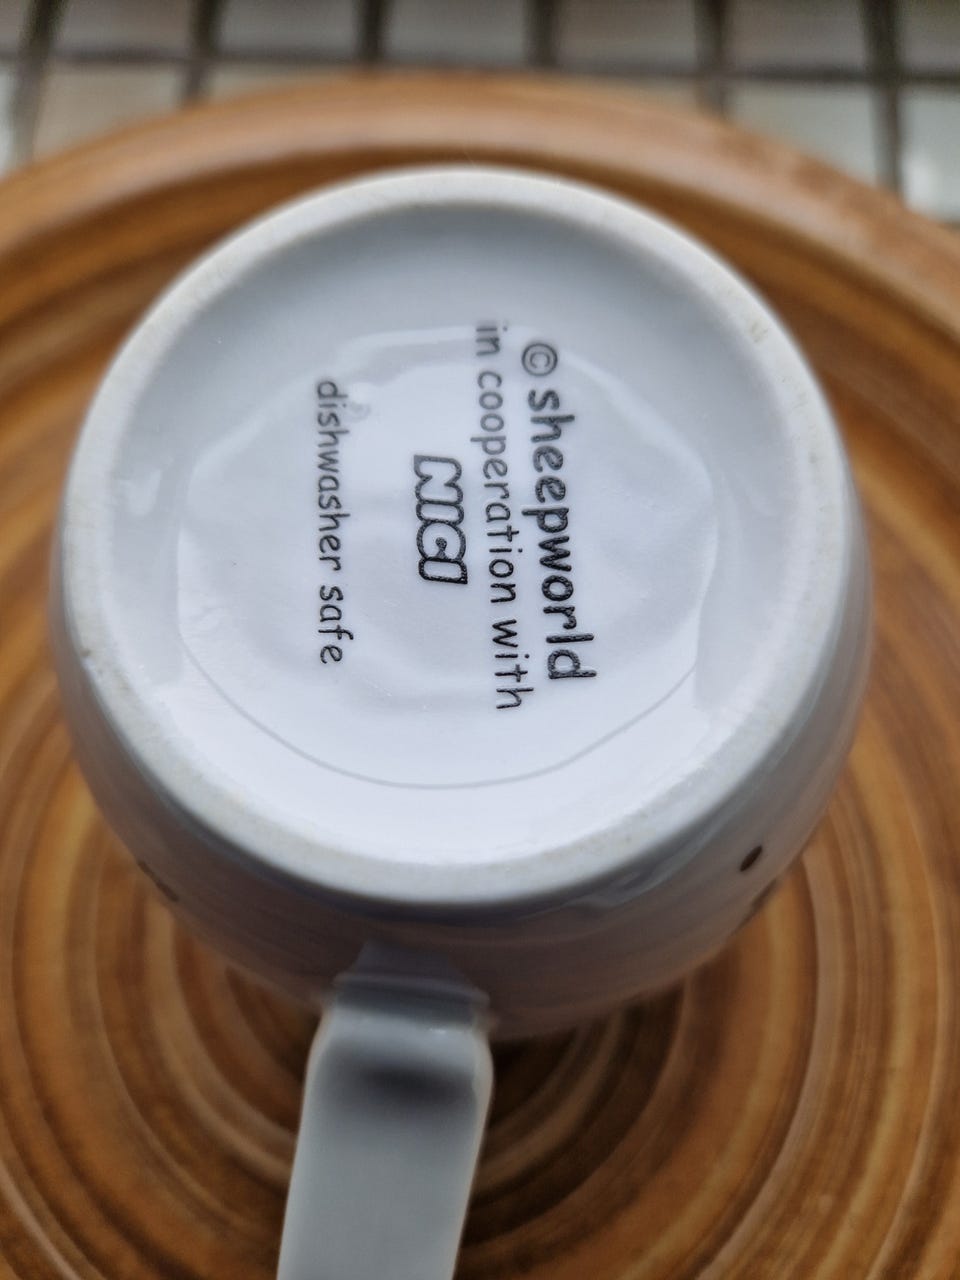 © sheepworld
in cooperation with
NICI
dishwasher safe